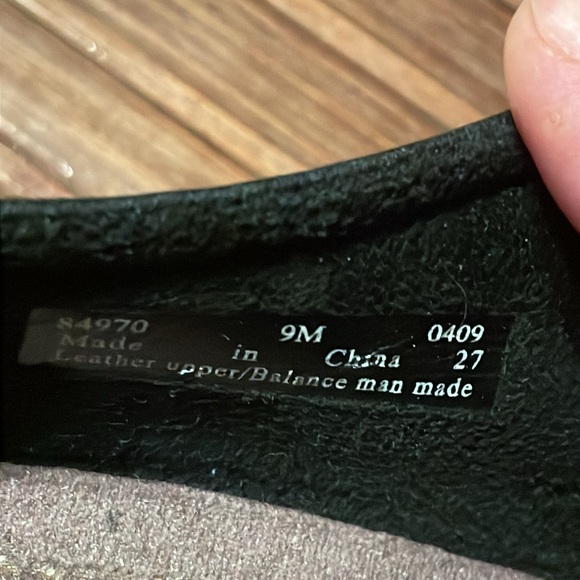 84970 9M 0409
Made in China 27
Leather upper/Balance man made